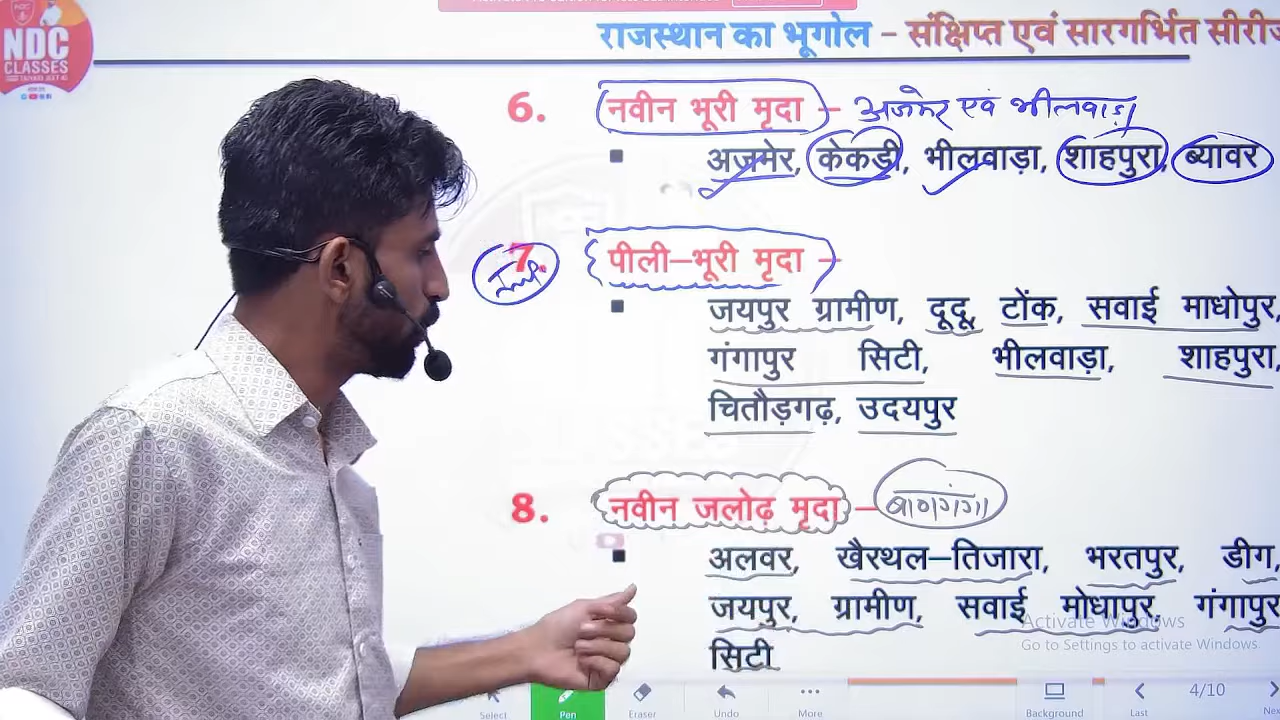 NDC
CLASSES
राजस्थान का भूगोल – संक्षिप्त एवं सारगर्भित सीरीज
6. नवीन भूरी मृदा – अजमेर एवं भीलवाड़ा
अजमेर, केकडी, भीलवाड़ा, शाहपुरा, ब्यावर
7. पीली–भूरी मृदा –
जयपुर ग्रामीण, दूदू, टोंक, सवाई माधोपुर,
गंगापुर सिटी, भीलवाड़ा, शाहपुरा,
चितौड़गढ़, उदयपुर
8. नवीन जलोढ़ मृदा – बाणगंगा
अलवर, खैरथल–तिजारा, भरतपुर, डीग,
जयपुर, ग्रामीण, सवाई मोधापुर, गंगापुर
सिटी
Activate Windows
Go to Settings to activate Windows.
Select Pen Eraser Undo More Background Last 4/10 Next